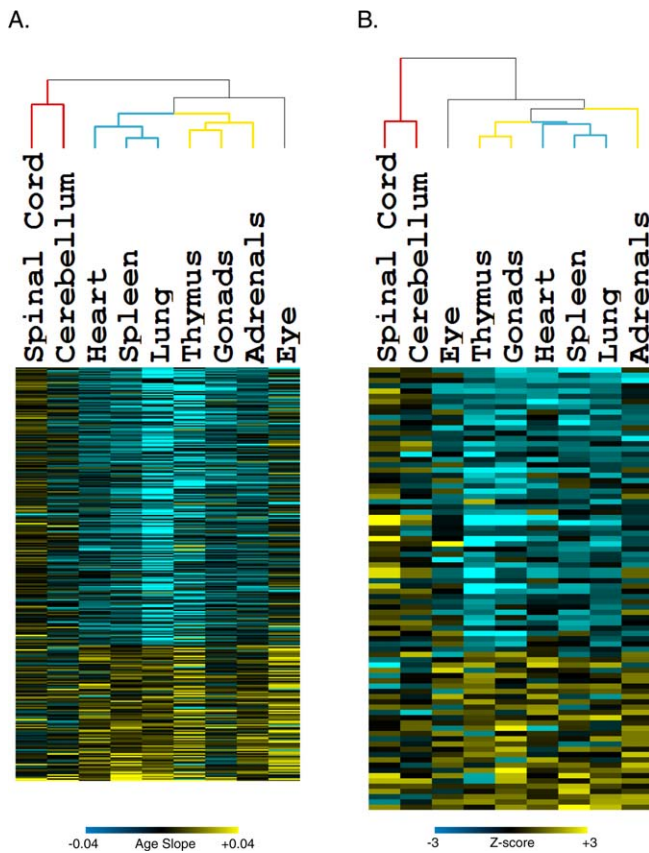 A.
Spinal Cord
Cerebellum
Heart
Spleen
Lung
Thymus
Gonads
Adrenals
Eye
-0.04 Age Slope +0.04
B.
Spinal Cord
Cerebellum
Eye
Thymus
Gonads
Heart
Spleen
Lung
Adrenals
-3 Z-score +3